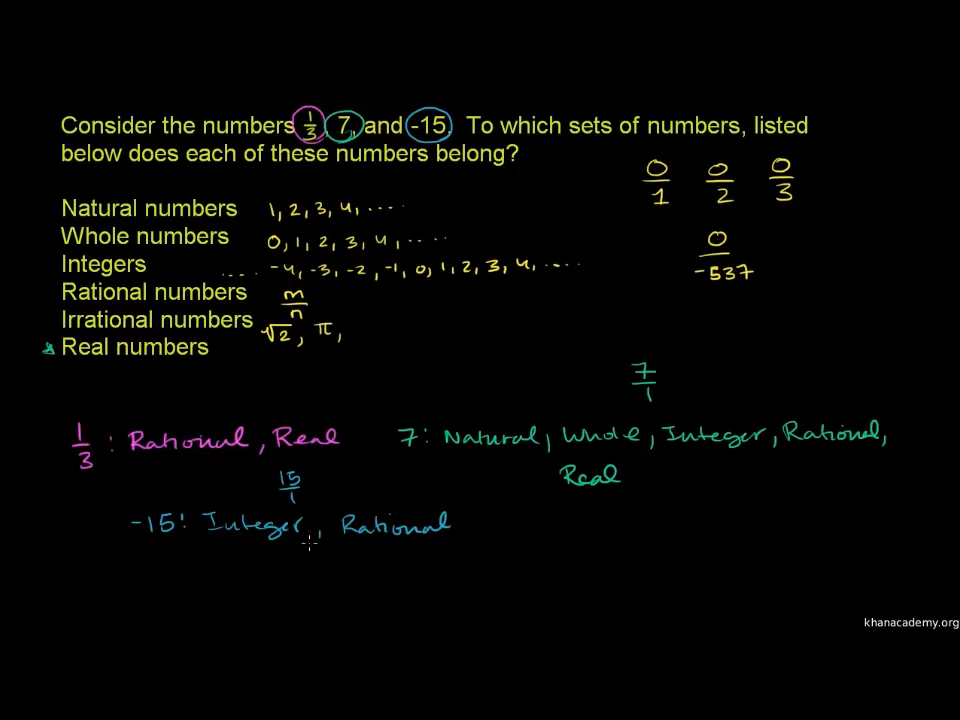 Consider the numbers 1/3, 7, and -15. To which sets of numbers, listed
below does each of these numbers belong?
0/1 0/2 0/3
Natural numbers 1, 2, 3, 4, ....
Whole numbers 0, 1, 2, 3, 4, ....
0/-537
Integers .... -4, -3, -2, -1, 0, 1, 2, 3, 4, ....
Rational numbers m/n
Irrational numbers √2, π,
Real numbers
7/1
1/3 : Rational, Real
7: Natural, Whole, Integer, Rational,
Real
15/1
-15: Integer, Rational
khanacademy.org